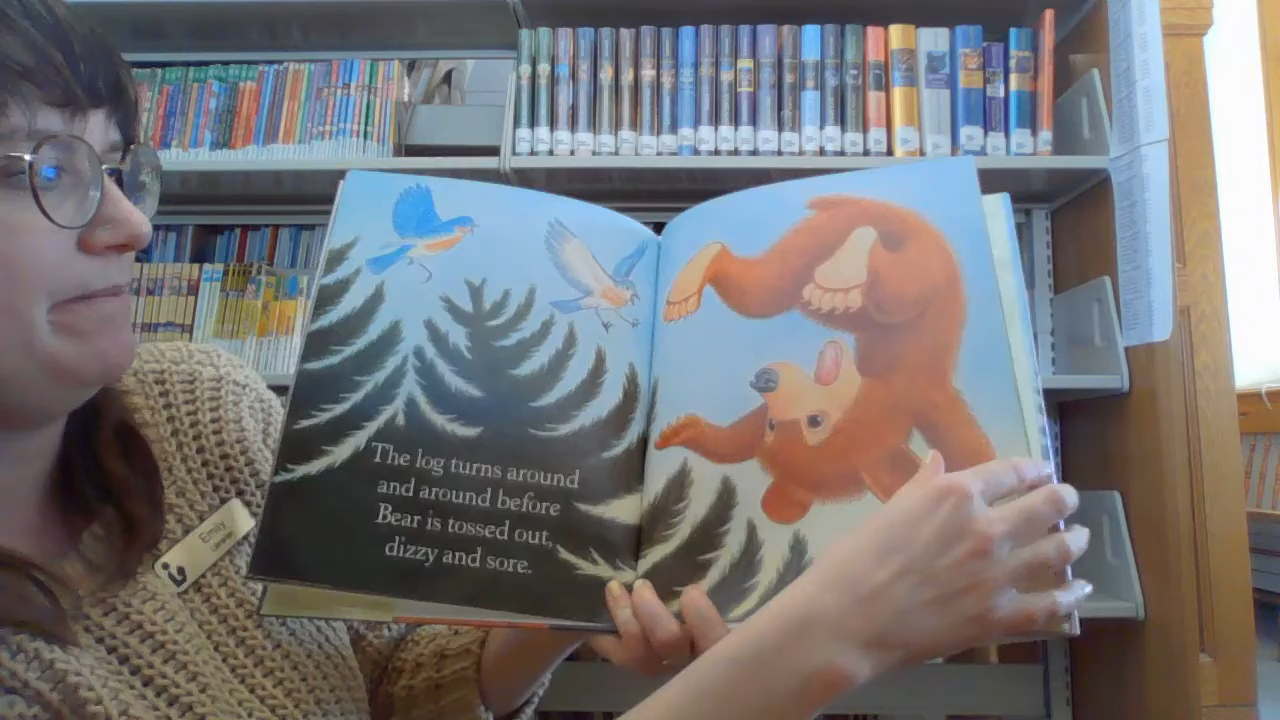 The log turns around
and around before
Bear is tossed out,
dizzy and sore.
Emily